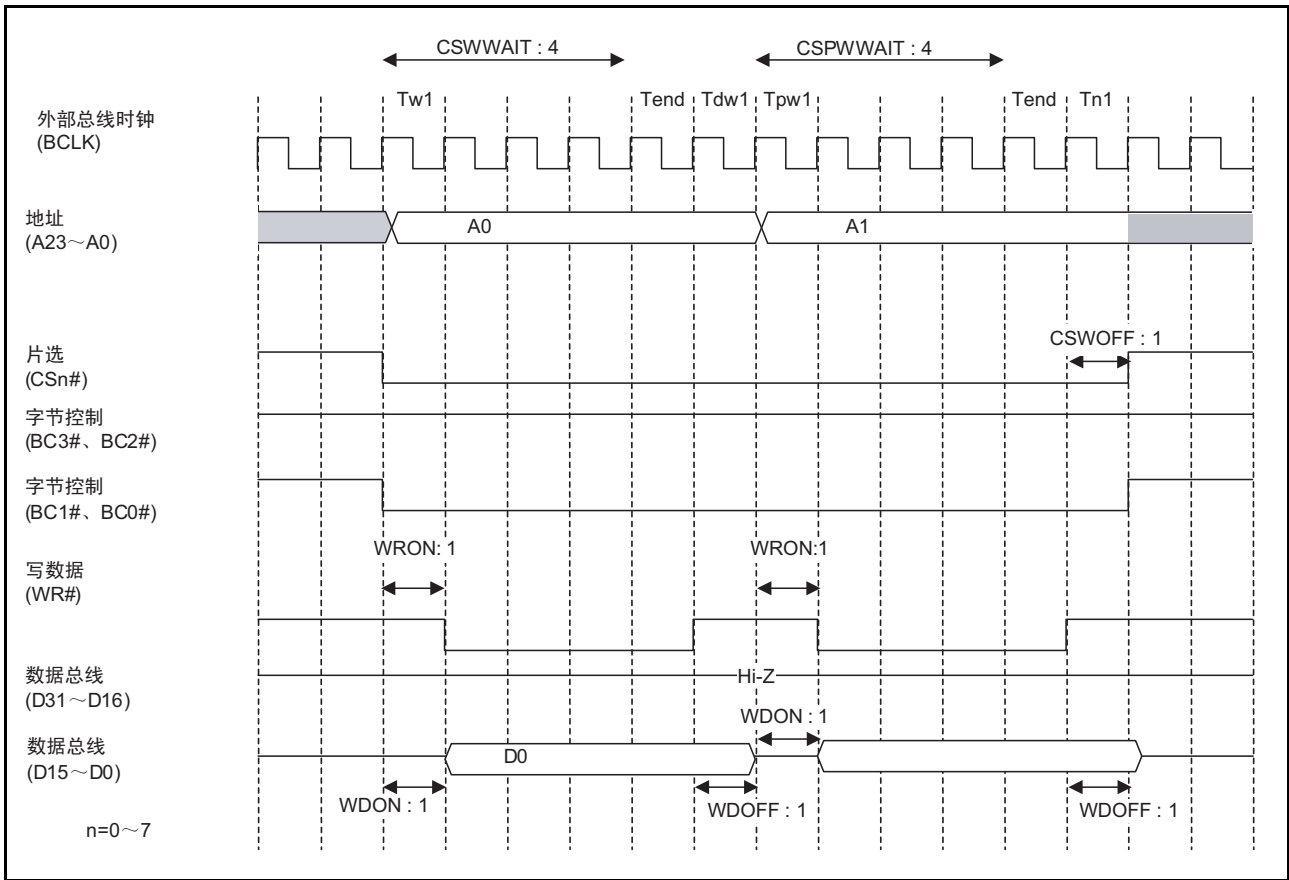 CSWWAIT : 4
CSPWWAIT : 4
Tw1
Tend
Tdw1
Tpw1
Tend
Tn1
外部总线时钟
(BCLK)
地址
(A23～A0)
A0
A1
CSWOFF : 1
片选
(CSn#)
字节控制
(BC3#、BC2#)
字节控制
(BC1#、BC0#)
WRON: 1
WRON:1
写数据
(WR#)
数据总线
(D31～D16)
Hi-Z
WDON : 1
数据总线
(D15～D0)
D0
WDON : 1
WDOFF : 1
WDOFF : 1
n=0～7